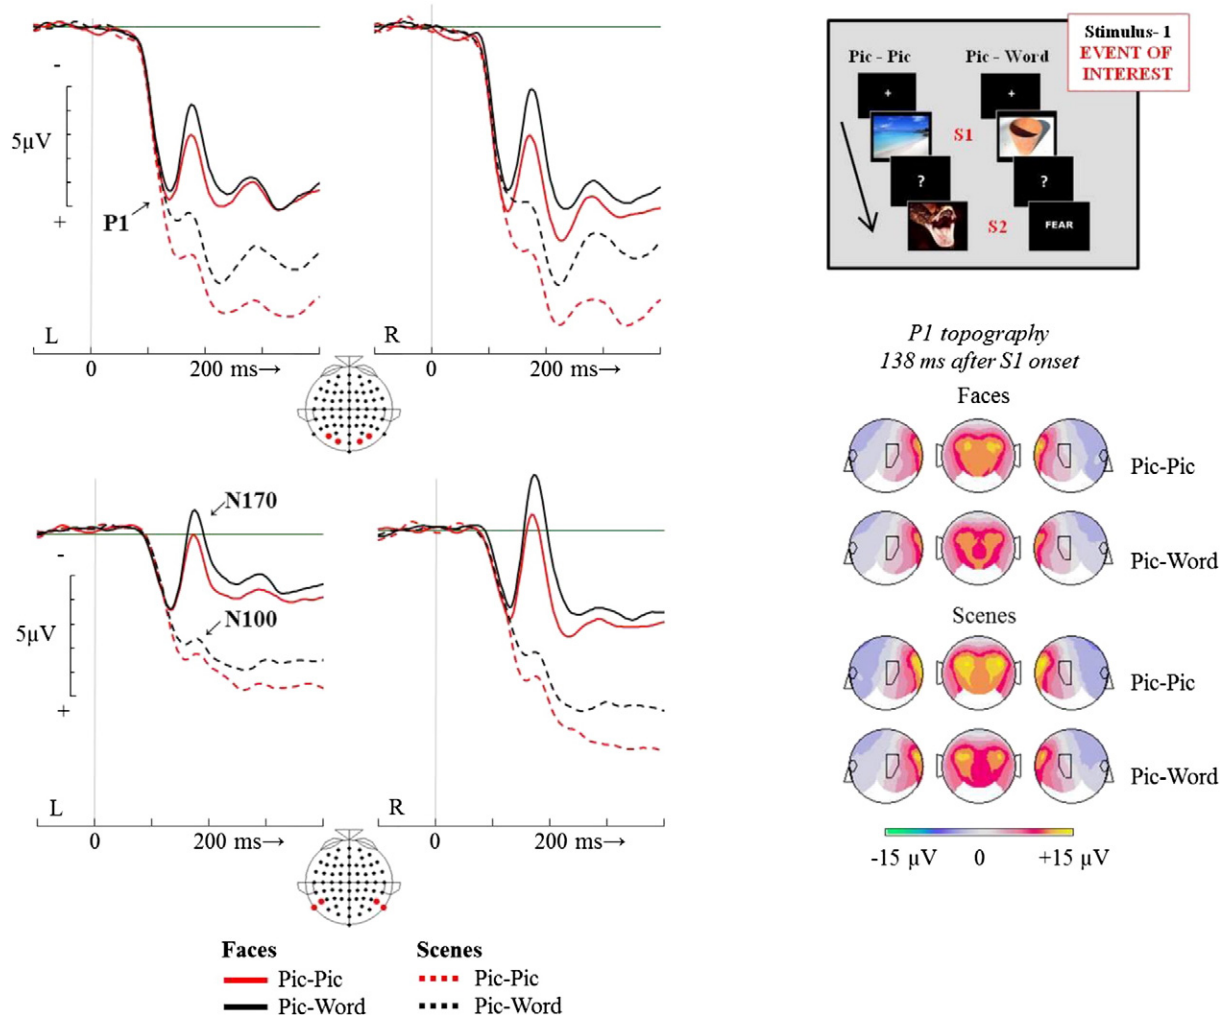 -
5μV
+
P1
L
0
200 ms→
R
0
200 ms→
N170
N100
-
5μV
+
L
0
200 ms→
R
0
200 ms→
Faces
Pic-Pic
Pic-Word
Scenes
Pic-Pic
Pic-Word
Stimulus- 1
EVENT OF
INTEREST
Pic - Pic
Pic - Word
+
+
S1
?
?
S2
FEAR
P1 topography
138 ms after S1 onset
Faces
Pic-Pic
Pic-Word
Scenes
Pic-Pic
Pic-Word
-15 μV
0
+15 μV